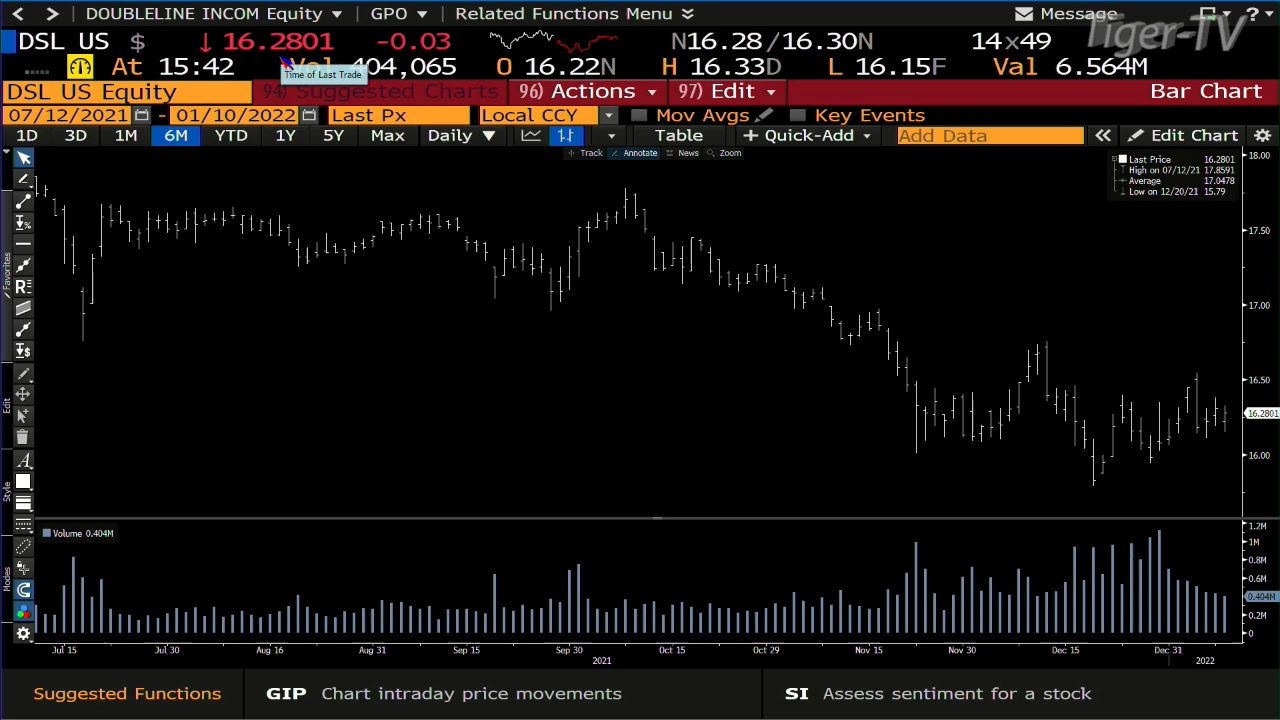 DOUBLELINE INCOM Equity GPO Related Functions Menu Message ?
Tiger-TV
DSL US $ ↓ 16.2801 -0.03 N16.28 /16.30N 14×49
At 15:42 Vol 404,065 O 16.22N H 16.33D L 16.15F Val 6.564M
Time of Last Trade
DSL US Equity 94) Suggested Charts 96) Actions 97) Edit Bar Chart
07/12/2021 - 01/10/2022 Last Px Local CCY Mov Avgs Key Events
1D 3D 1M 6M YTD 1Y 5Y Max Daily ▼ Table + Quick-Add Add Data « Edit Chart
Track Annotate News Zoom
Last Price 16.2801
High on 07/12/21 17.8591
Average 17.0478
Low on 12/20/21 15.79
18.00
17.50
17.00
16.50
16.2801
16.00
Favorites
Edit
Style
Modes
Volume 0.404M
1.2M
1M
0.8M
0.6M
0.404M
0.2M
0
Jul 15 Jul 30 Aug 16 Aug 31 Sep 15 Sep 30 Oct 15 Oct 29 Nov 15 Nov 30 Dec 15 Dec 31
2021 2022
Suggested Functions GIP Chart intraday price movements SI Assess sentiment for a stock